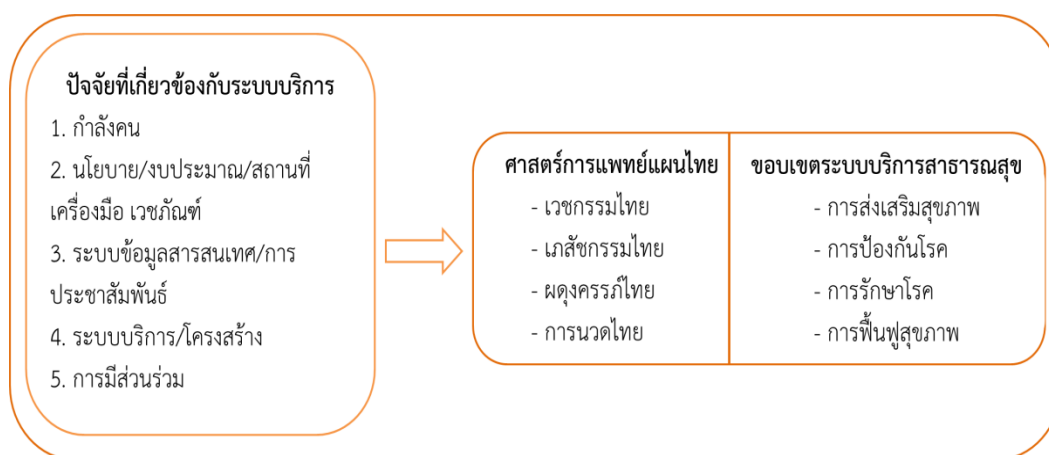 ปัจจัยที่เกี่ยวข้องกับระบบบริการ
1. กำลังคน
2. นโยบาย/งบประมาณ/สถานที่
เครื่องมือ เวชภัณฑ์
3. ระบบข้อมูลสารสนเทศ/การ
ประชาสัมพันธ์
4. ระบบบริการ/โครงสร้าง
5. การมีส่วนร่วม
ศาสตร์การแพทย์แผนไทย
- เวชกรรมไทย
- เภสัชกรรมไทย
- ผดุงครรภ์ไทย
- การนวดไทย
ขอบเขตระบบบริการสาธารณสุข
- การส่งเสริมสุขภาพ
- การป้องกันโรค
- การรักษาโรค
- การฟื้นฟูสุขภาพ